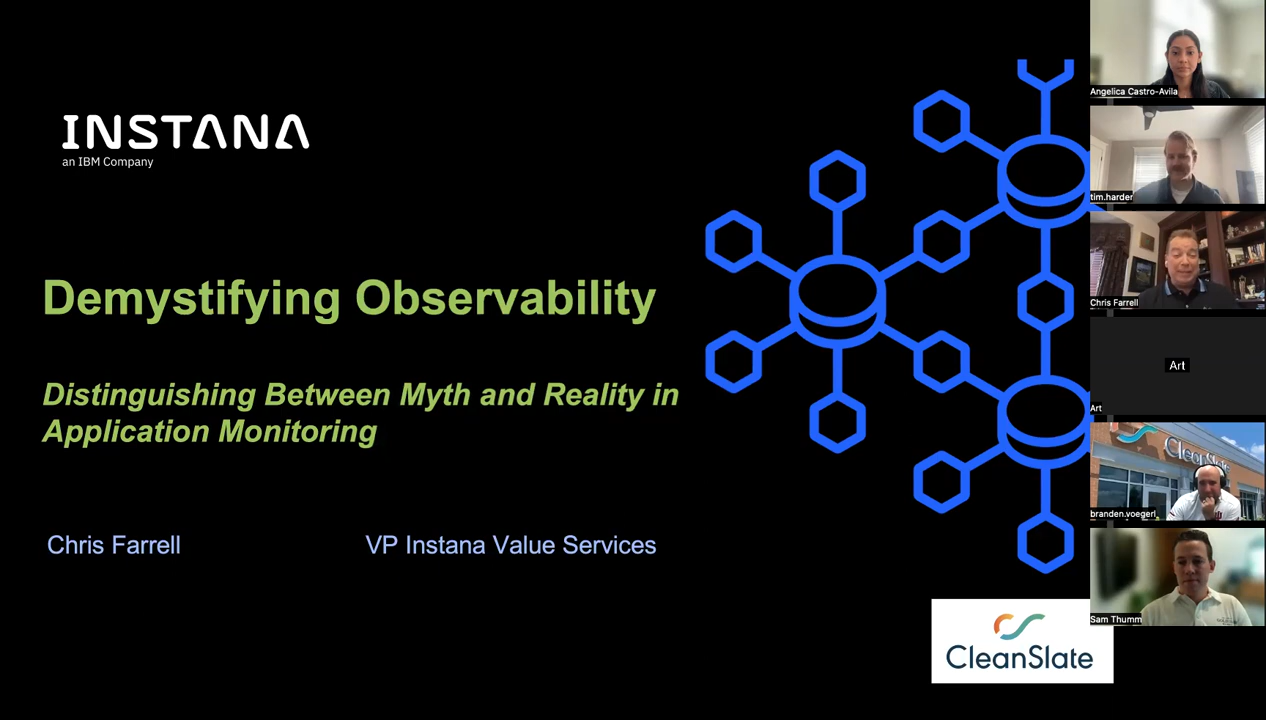 INSTANA
an IBM Company
Demystifying Observability
Distinguishing Between Myth and Reality in
Application Monitoring
Chris Farrell
VP Instana Value Services
CleanSlate
Angelica Castro-Avila
tim.harder
Chris Farrell
Art
Art
CleanSlate
branden.voegerl
Sam Thumm